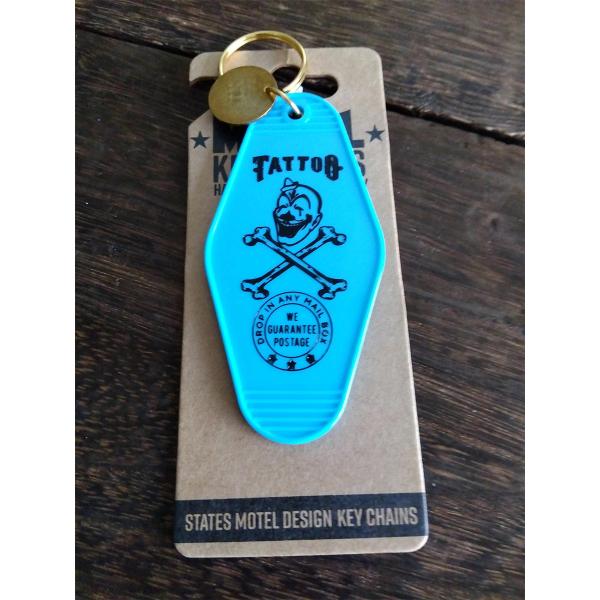 TATTOO
DROP IN ANY MAIL BOX
WE
GUARANTEE
POSTAGE
STATES MOTEL DESIGN KEY CHAINS